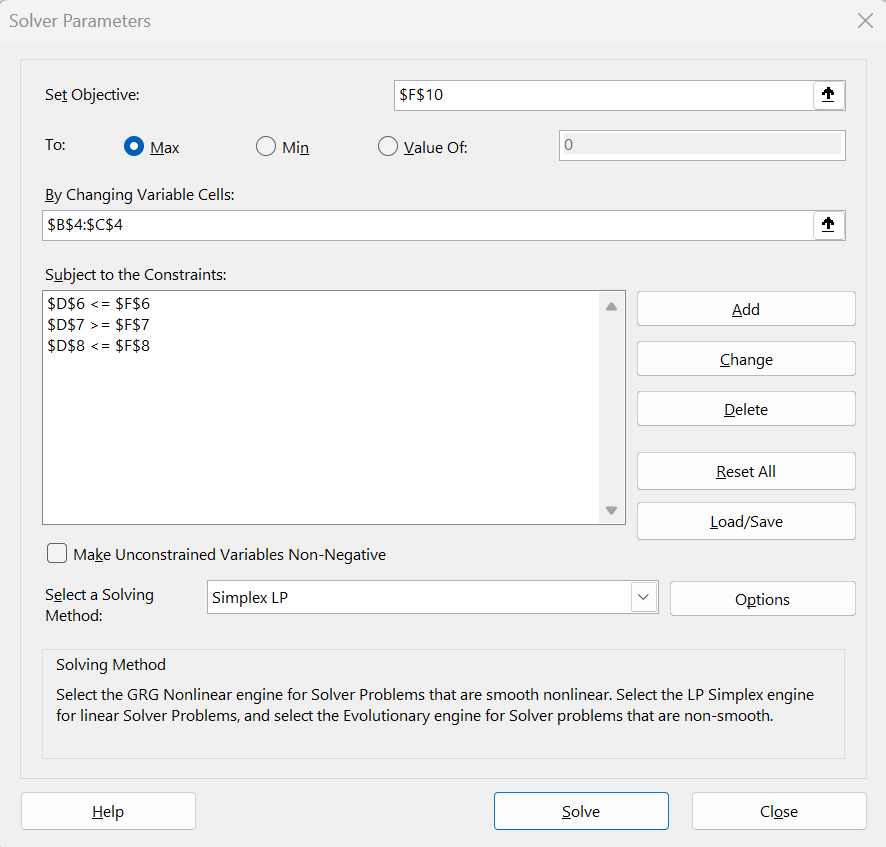 Solver Parameters
Set Objective:
$F$10
To:
Max
Min
Value Of:
0
By Changing Variable Cells:
$B$4:$C$4
Subject to the Constraints:
$D$6 <= $F$6
$D$7 >= $F$7
$D$8 <= $F$8
Add
Change
Delete
Reset All
Load/Save
Make Unconstrained Variables Non-Negative
Select a Solving
Method:
Simplex LP
Options
Solving Method
Select the GRG Nonlinear engine for Solver Problems that are smooth nonlinear. Select the LP Simplex engine
for linear Solver Problems, and select the Evolutionary engine for Solver problems that are non-smooth.
Help
Solve
Close